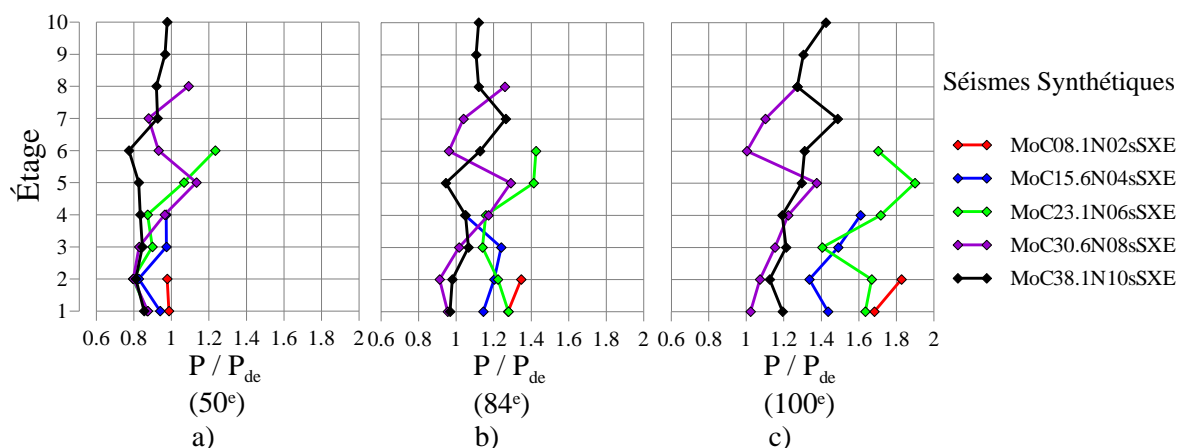 10
9
8
7
6
5
4
3
2
1
Étage
0.6 0.8 1 1.2 1.4 1.6 1.8 2
P / Pde
(50e)
a)
0.6 0.8 1 1.2 1.4 1.6 1.8 2
P / Pde
(84e)
b)
0.6 0.8 1 1.2 1.4 1.6 1.8 2
P / Pde
(100e)
c)
Séismes Synthétiques
MoC08.1N02sSXE
MoC15.6N04sSXE
MoC23.1N06sSXE
MoC30.6N08sSXE
MoC38.1N10sSXE